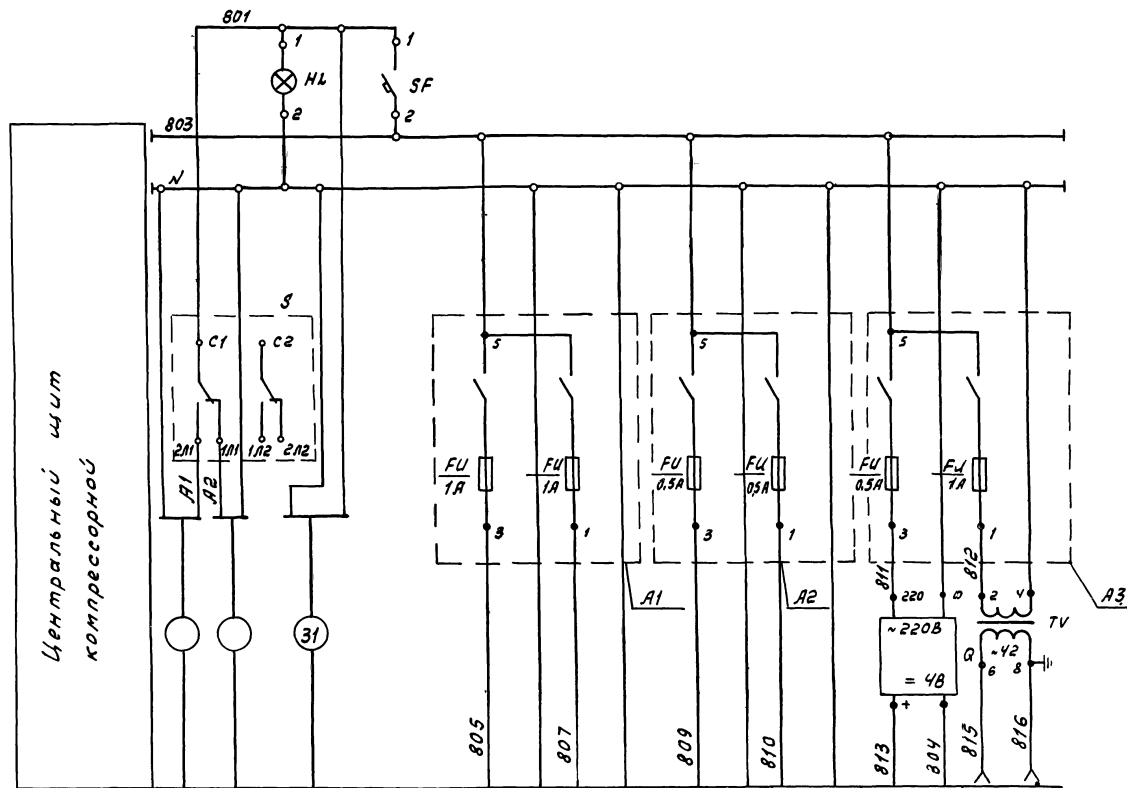 801
1
1
HL
SF
2
2
803
N
S
C1
C2
5
5
5
2Л1
1Л1
1Л2
2Л2
A1
A2
FU
1A
FU
1A
FU
0,5A
FU
0,5A
FU
0,5A
FU
1A
3
1
3
1
3
1
Центральный щит
компрессорной
811
812
A1
A2
A3
220
0
2
4
TV
31
~220В
= 4В
Q
~42
6
8
+
805
807
809
810
813
804
815
816